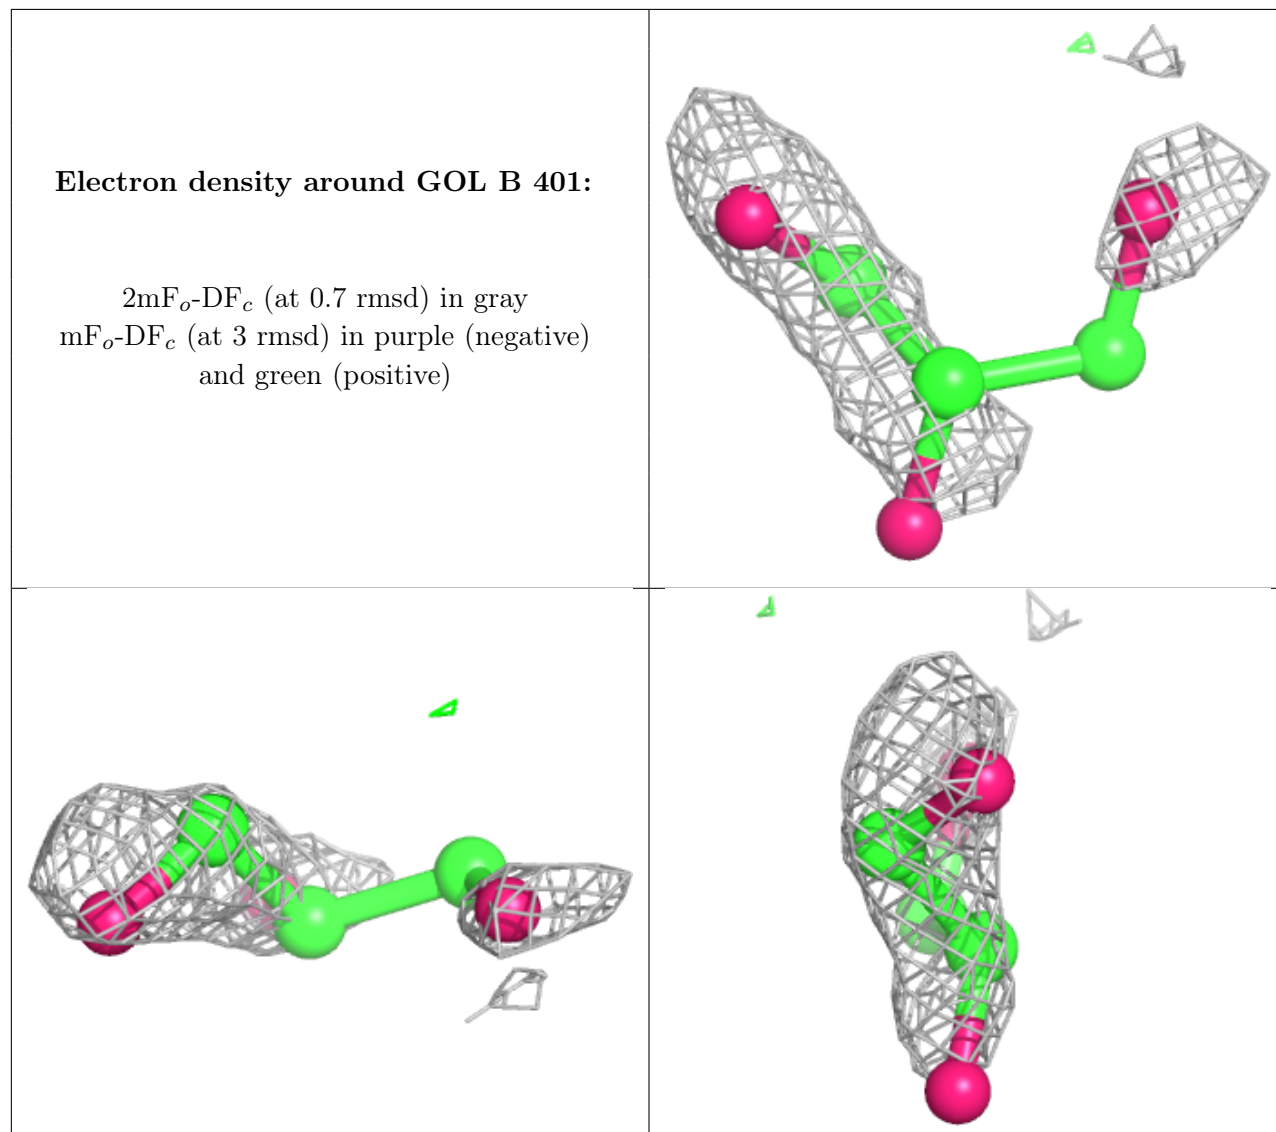 Electron density around GOL B 401:
2mFₒ-DF𝒸 (at 0.7 rmsd) in gray
mFₒ-DF𝒸 (at 3 rmsd) in purple (negative)
and green (positive)